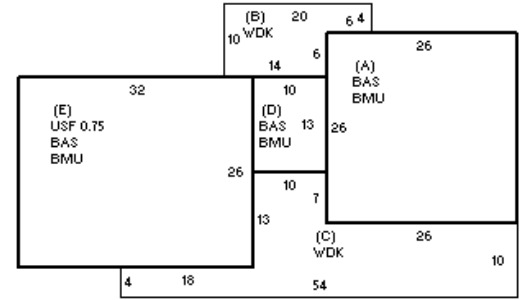 (B) 20 6 4
10 WDK
6
14
26
(A)
BAS
BMU
26
32
(E)
USF 0.75
BAS
BMU
26
10
(D)
BAS 13
BMU
10
7
13
(C)
WDK
26
10
4 18
54